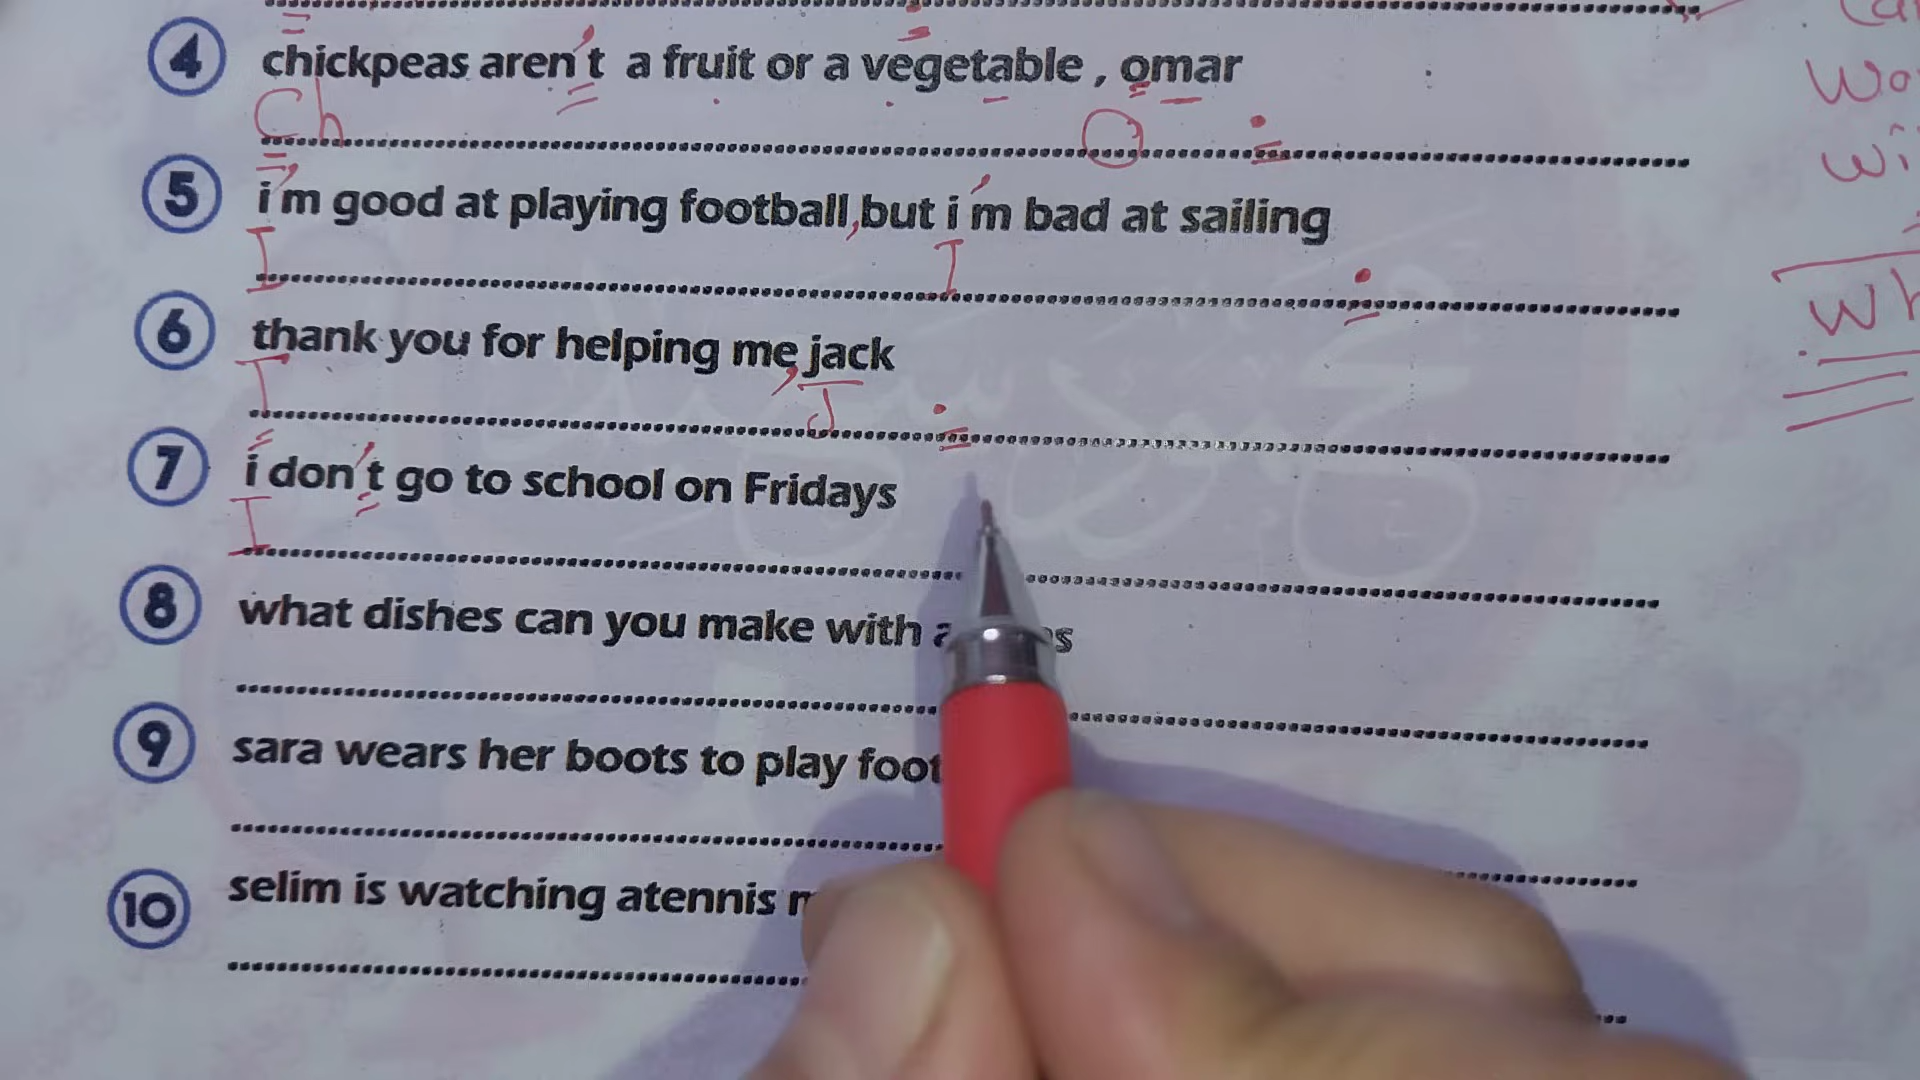 4 chickpeas aren't a fruit or a vegetable , omar
Ch O .
5 i'm good at playing football,but i'm bad at sailing
I I .
6 thank you for helping me,jack
T J .
7 i don't go to school on Fridays
I
8 what dishes can you make with
9 sara wears her boots to play
10 selim is watching atennis